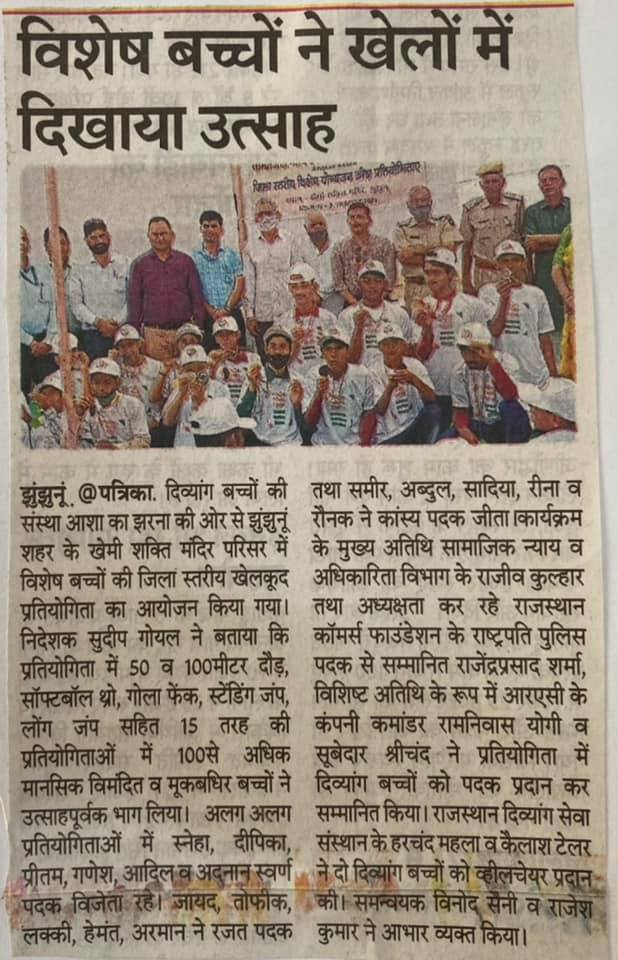 विशेष बच्चों ने खेलों में
दिखाया उत्साह
जिला स्तरीय विशेष योग्यजन
झुंझुनूं @पत्रिका. दिव्यांग बच्चों की
संस्था आशा का झरना की ओर से झुंझुनूं
शहर के खेमी शक्ति मंदिर परिसर में
विशेष बच्चों की जिला स्तरीय खेलकूद
प्रतियोगिता का आयोजन किया गया।
निदेशक सुदीप गोयल ने बताया कि
प्रतियोगिता में 50 व 100मीटर दौड़,
सॉफ्टबॉल थ्रो, गोला फेंक, स्टेंडिंग जंप,
लोंग जंप सहित 15 तरह की
प्रतियोगिताओं में 100से अधिक
मानसिक विमंदित व मूकबधिर बच्चों ने
उत्साहपूर्वक भाग लिया। अलग अलग
प्रतियोगिताओं में स्नेहा, दीपिका,
प्रीतम, गणेश, आदिल व अदनान स्वर्ण
पदक विजेता रहे। जायद, तोफीक,
लक्की, हेमंत, अरमान ने रजत पदक
तथा समीर, अब्दुल, सादिया, रीना व
रौनक ने कांस्य पदक जीता।कार्यक्रम
के मुख्य अतिथि सामाजिक न्याय व
अधिकारिता विभाग के राजीव कुल्हार
तथा अध्यक्षता कर रहे राजस्थान
कॉमर्स फाउंडेशन के राष्ट्रपति पुलिस
पदक से सम्मानित राजेंद्रप्रसाद शर्मा,
विशिष्ट अतिथि के रूप में आरएसी के
कंपनी कमांडर रामनिवास योगी व
सूबेदार श्रीचंद ने प्रतियोगिता में
दिव्यांग बच्चों को पदक प्रदान कर
सम्मानित किया। राजस्थान दिव्यांग सेवा
संस्थान के हरचंद महला व कैलाश टेलर
ने दो दिव्यांग बच्चों को व्हीलचेयर प्रदान
की। समन्वयक विनोद सैनी व राजेश
कुमार ने आभार व्यक्त किया।